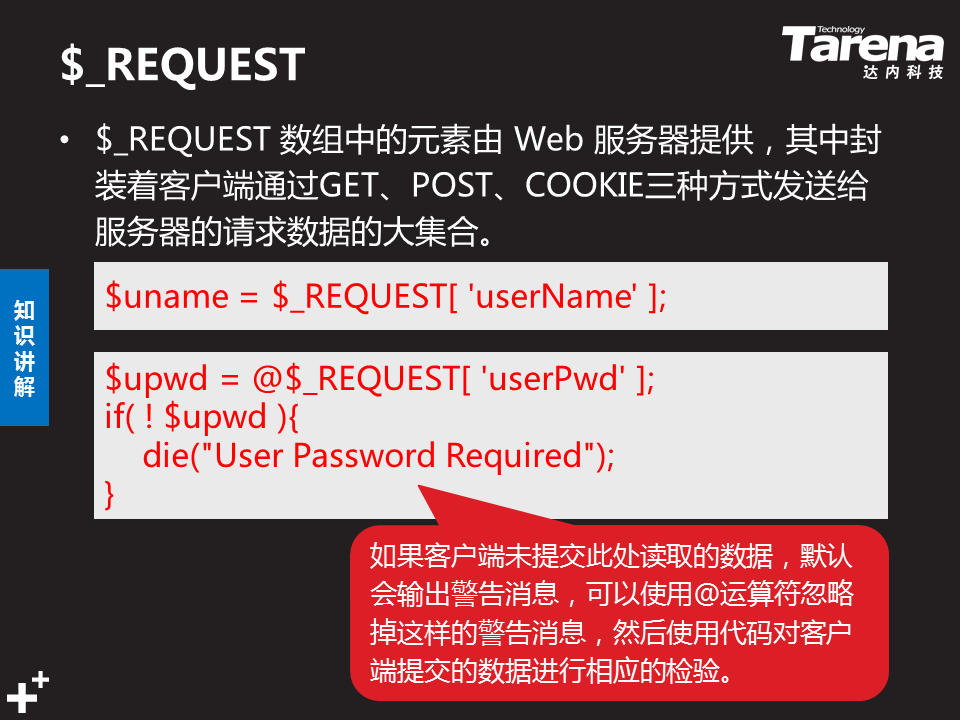 $_REQUEST
Technology
Tarena
达内科技
• $_REQUEST 数组中的元素由 Web 服务器提供，其中封
装着客户端通过GET、POST、COOKIE三种方式发送给
服务器的请求数据的大集合。
$uname = $_REQUEST[ 'userName' ];
知识讲解
$upwd = @$_REQUEST[ 'userPwd' ];
if( ! $upwd ){
    die("User Password Required");
}
如果客户端未提交此处读取的数据，默认
会输出警告消息，可以使用@运算符忽略
掉这样的警告消息，然后使用代码对客户
端提交的数据进行相应的检验。